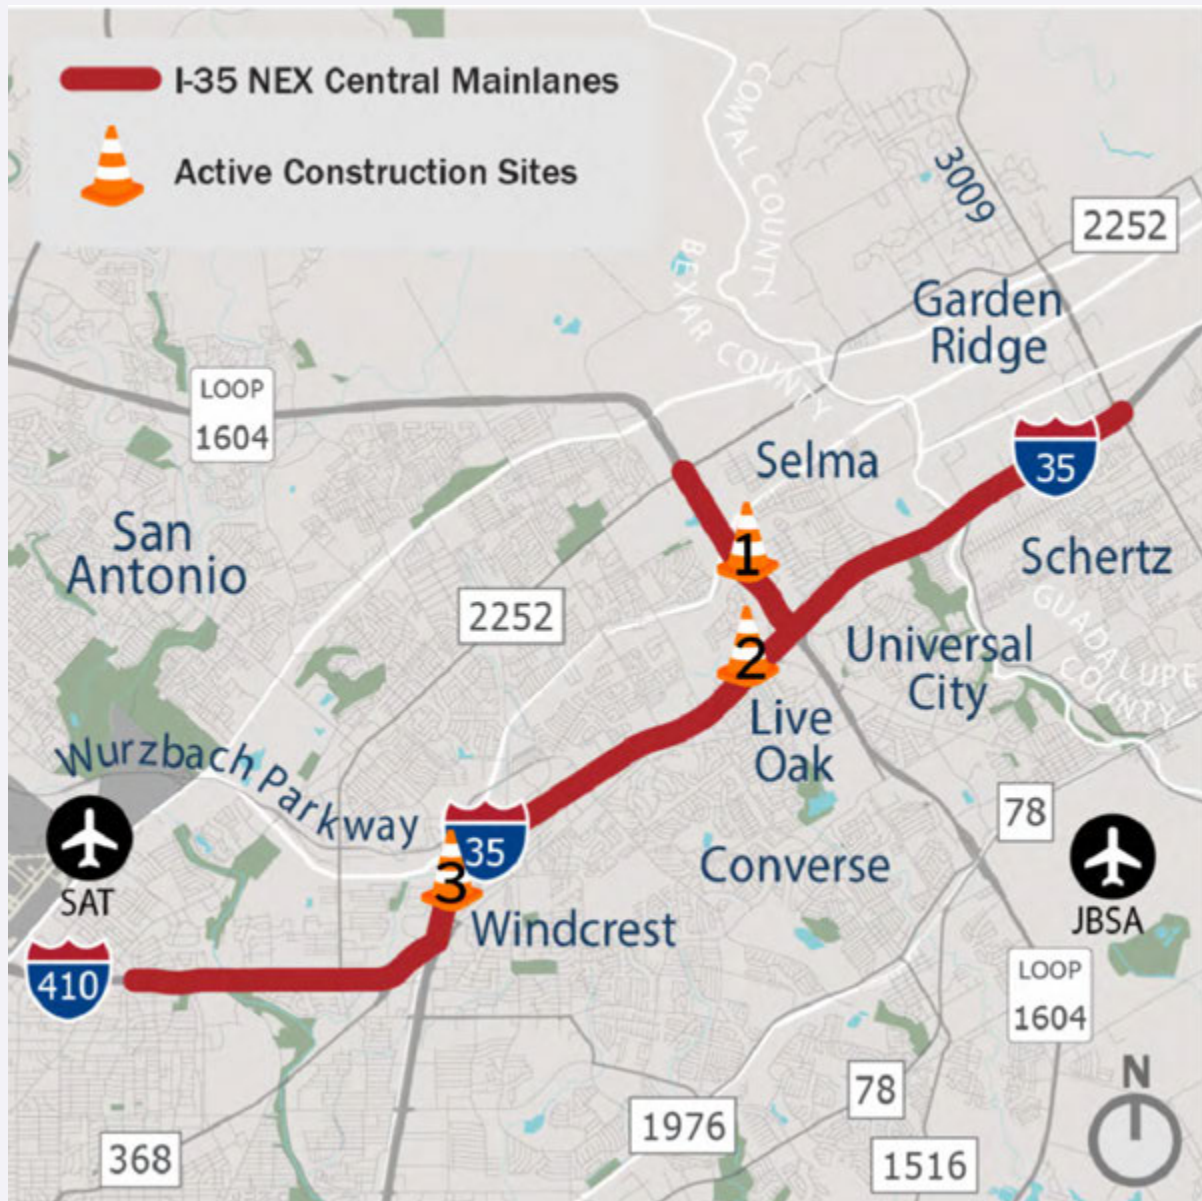 I-35 NEX Central Mainlanes
Active Construction Sites
COMAL COUNTY
BEXAR COUNTY
3009
2252
Garden
Ridge
LOOP
1604
Selma
35
San
Antonio
1
Schertz
2252
GUADALUPE
COUNTY
2
Universal
City
Live
Oak
Wurzbach Parkway
78
35
3
Converse
SAT
JBSA
Windcrest
410
LOOP
1604
N
78
1976
368
1516